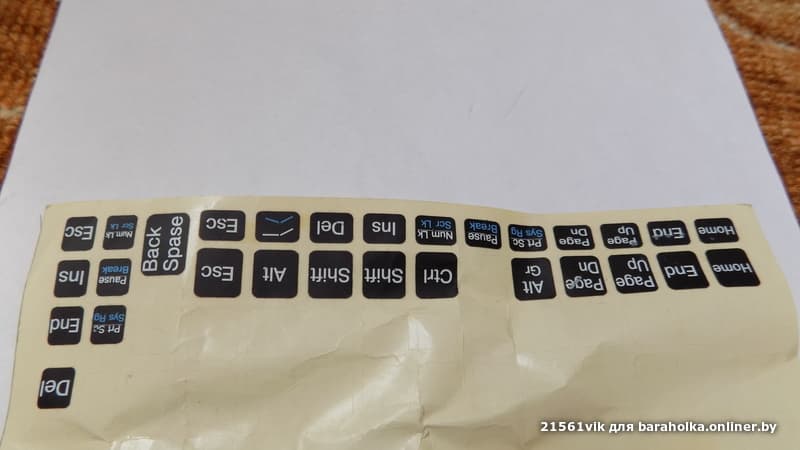 Esc
Num Lk
Scr Lk
Back
Spase
Esc
Del
Ins
Num Lk
Scr Lk
Pause
Break
Prt Sc
Sys Rg
Page
Dn
Page
Up
End
Home
Ins
Pause
Break
Esc
Alt
Shift
Shift
Ctrl
Alt
Gr
Page
Dn
Page
Up
End
Home
End
Prt Sc
Sys Rg
Del
21561vik для baraholka.onliner.by